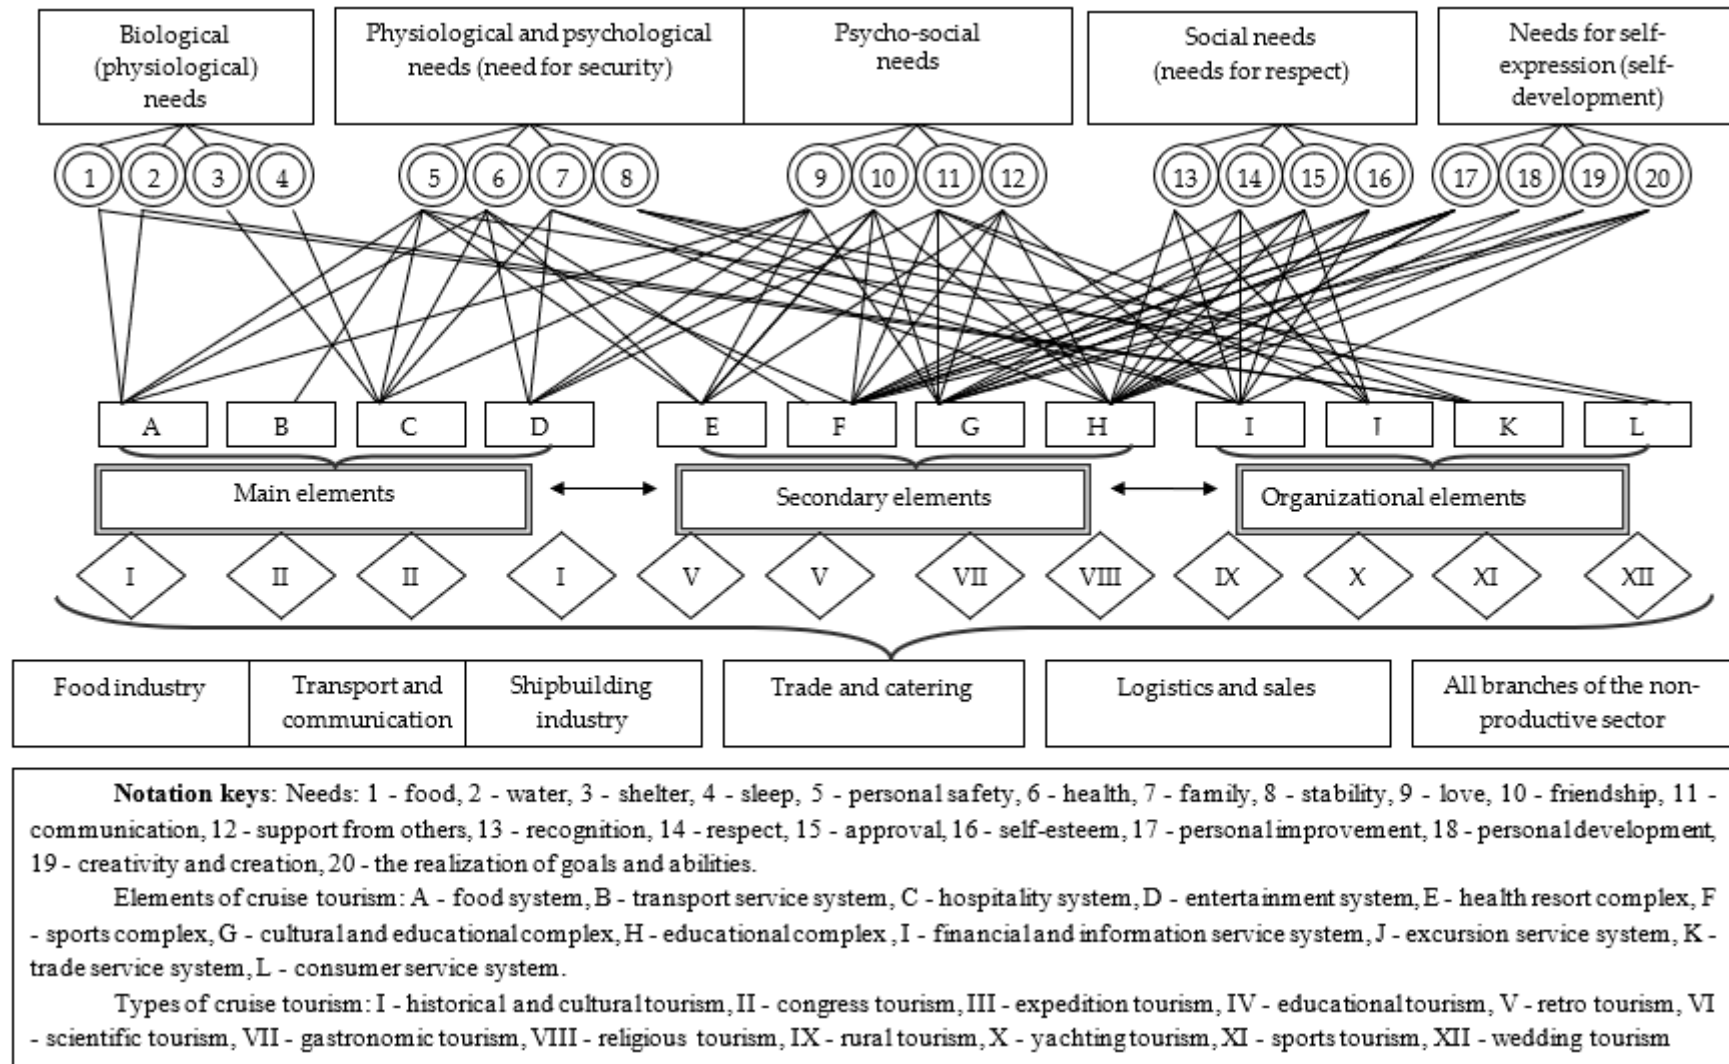 Biological
(physiological)
needs
Physiological and psychological
needs (need for security)
Psycho-social
needs
Social needs
(needs for respect)
Needs for self-
expression (self-
development)
1 2 3 4 5 6 7 8 9 10 11 12 13 14 15 16 17 18 19 20
A B C D E F G H I J K L
Main elements
Secondary elements
Organizational elements
I II II I V V VII VIII IX X XI XII
Food industry
Transport and
communication
Shipbuilding
industry
Trade and catering
Logistics and sales
All branches of the non-
productive sector
Notation keys: Needs: 1 - food, 2 - water, 3 - shelter, 4 - sleep, 5 - personal safety, 6 - health, 7 - family, 8 - stability, 9 - love, 10 - friendship, 11 -
communication, 12 - support from others, 13 - recognition, 14 - respect, 15 - approval, 16 - self-esteem, 17 - personal improvement, 18 - personal development,
19 - creativity and creation, 20 - the realization of goals and abilities.
Elements of cruise tourism: A - food system, B - transport service system, C - hospitality system, D - entertainment system, E - health resort complex, F
- sports complex, G - cultural and educational complex, H - educational complex , I - financial and information service system, J - excursion service system, K -
trade service system, L - consumer service system.
Types of cruise tourism: I - historical and cultural tourism, II - congress tourism, III - expedition tourism, IV - educational tourism, V - retro tourism, VI
- scientific tourism, VII - gastronomic tourism, VIII - religious tourism, IX - rural tourism, X - yachting tourism, XI - sports tourism, XII - wedding tourism